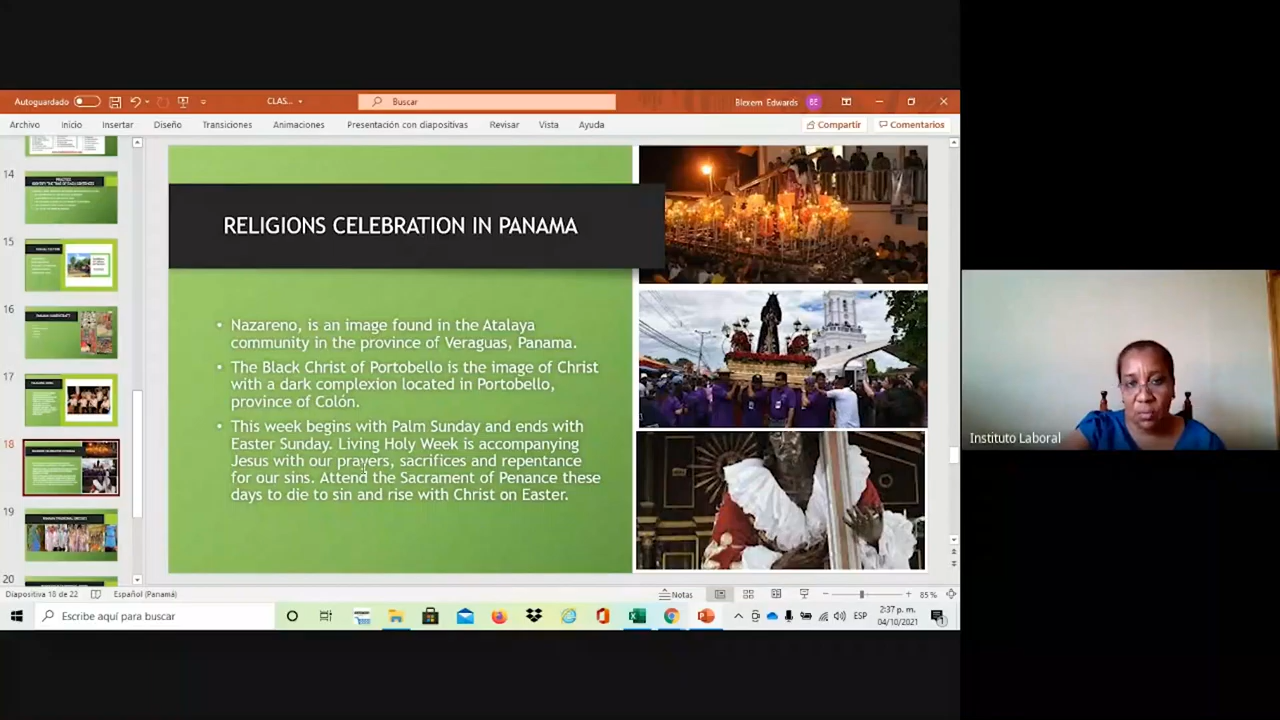 Autoguardado
CLAS...
Buscar
Blexem Edwards
BE
Archivo
Inicio
Insertar
Diseño
Transiciones
Animaciones
Presentación con diapositivas
Revisar
Vista
Ayuda
Compartir
Comentarios
14
15
16
17
18
19
20
RELIGIONS CELEBRATION IN PANAMA
• Nazareno, is an image found in the Atalaya
community in the province of Veraguas, Panama.
• The Black Christ of Portobello is the image of Christ
with a dark complexion located in Portobello,
province of Colón.
• This week begins with Palm Sunday and ends with
Easter Sunday. Living Holy Week is accompanying
Jesus with our prayers, sacrifices and repentance
for our sins. Attend the Sacrament of Penance these
days to die to sin and rise with Christ on Easter.
Instituto Laboral
Diapositiva 18 de 22
Español (Panamá)
Notas
85 %
Escribe aquí para buscar
ESP
2:37 p. m.
04/10/2021